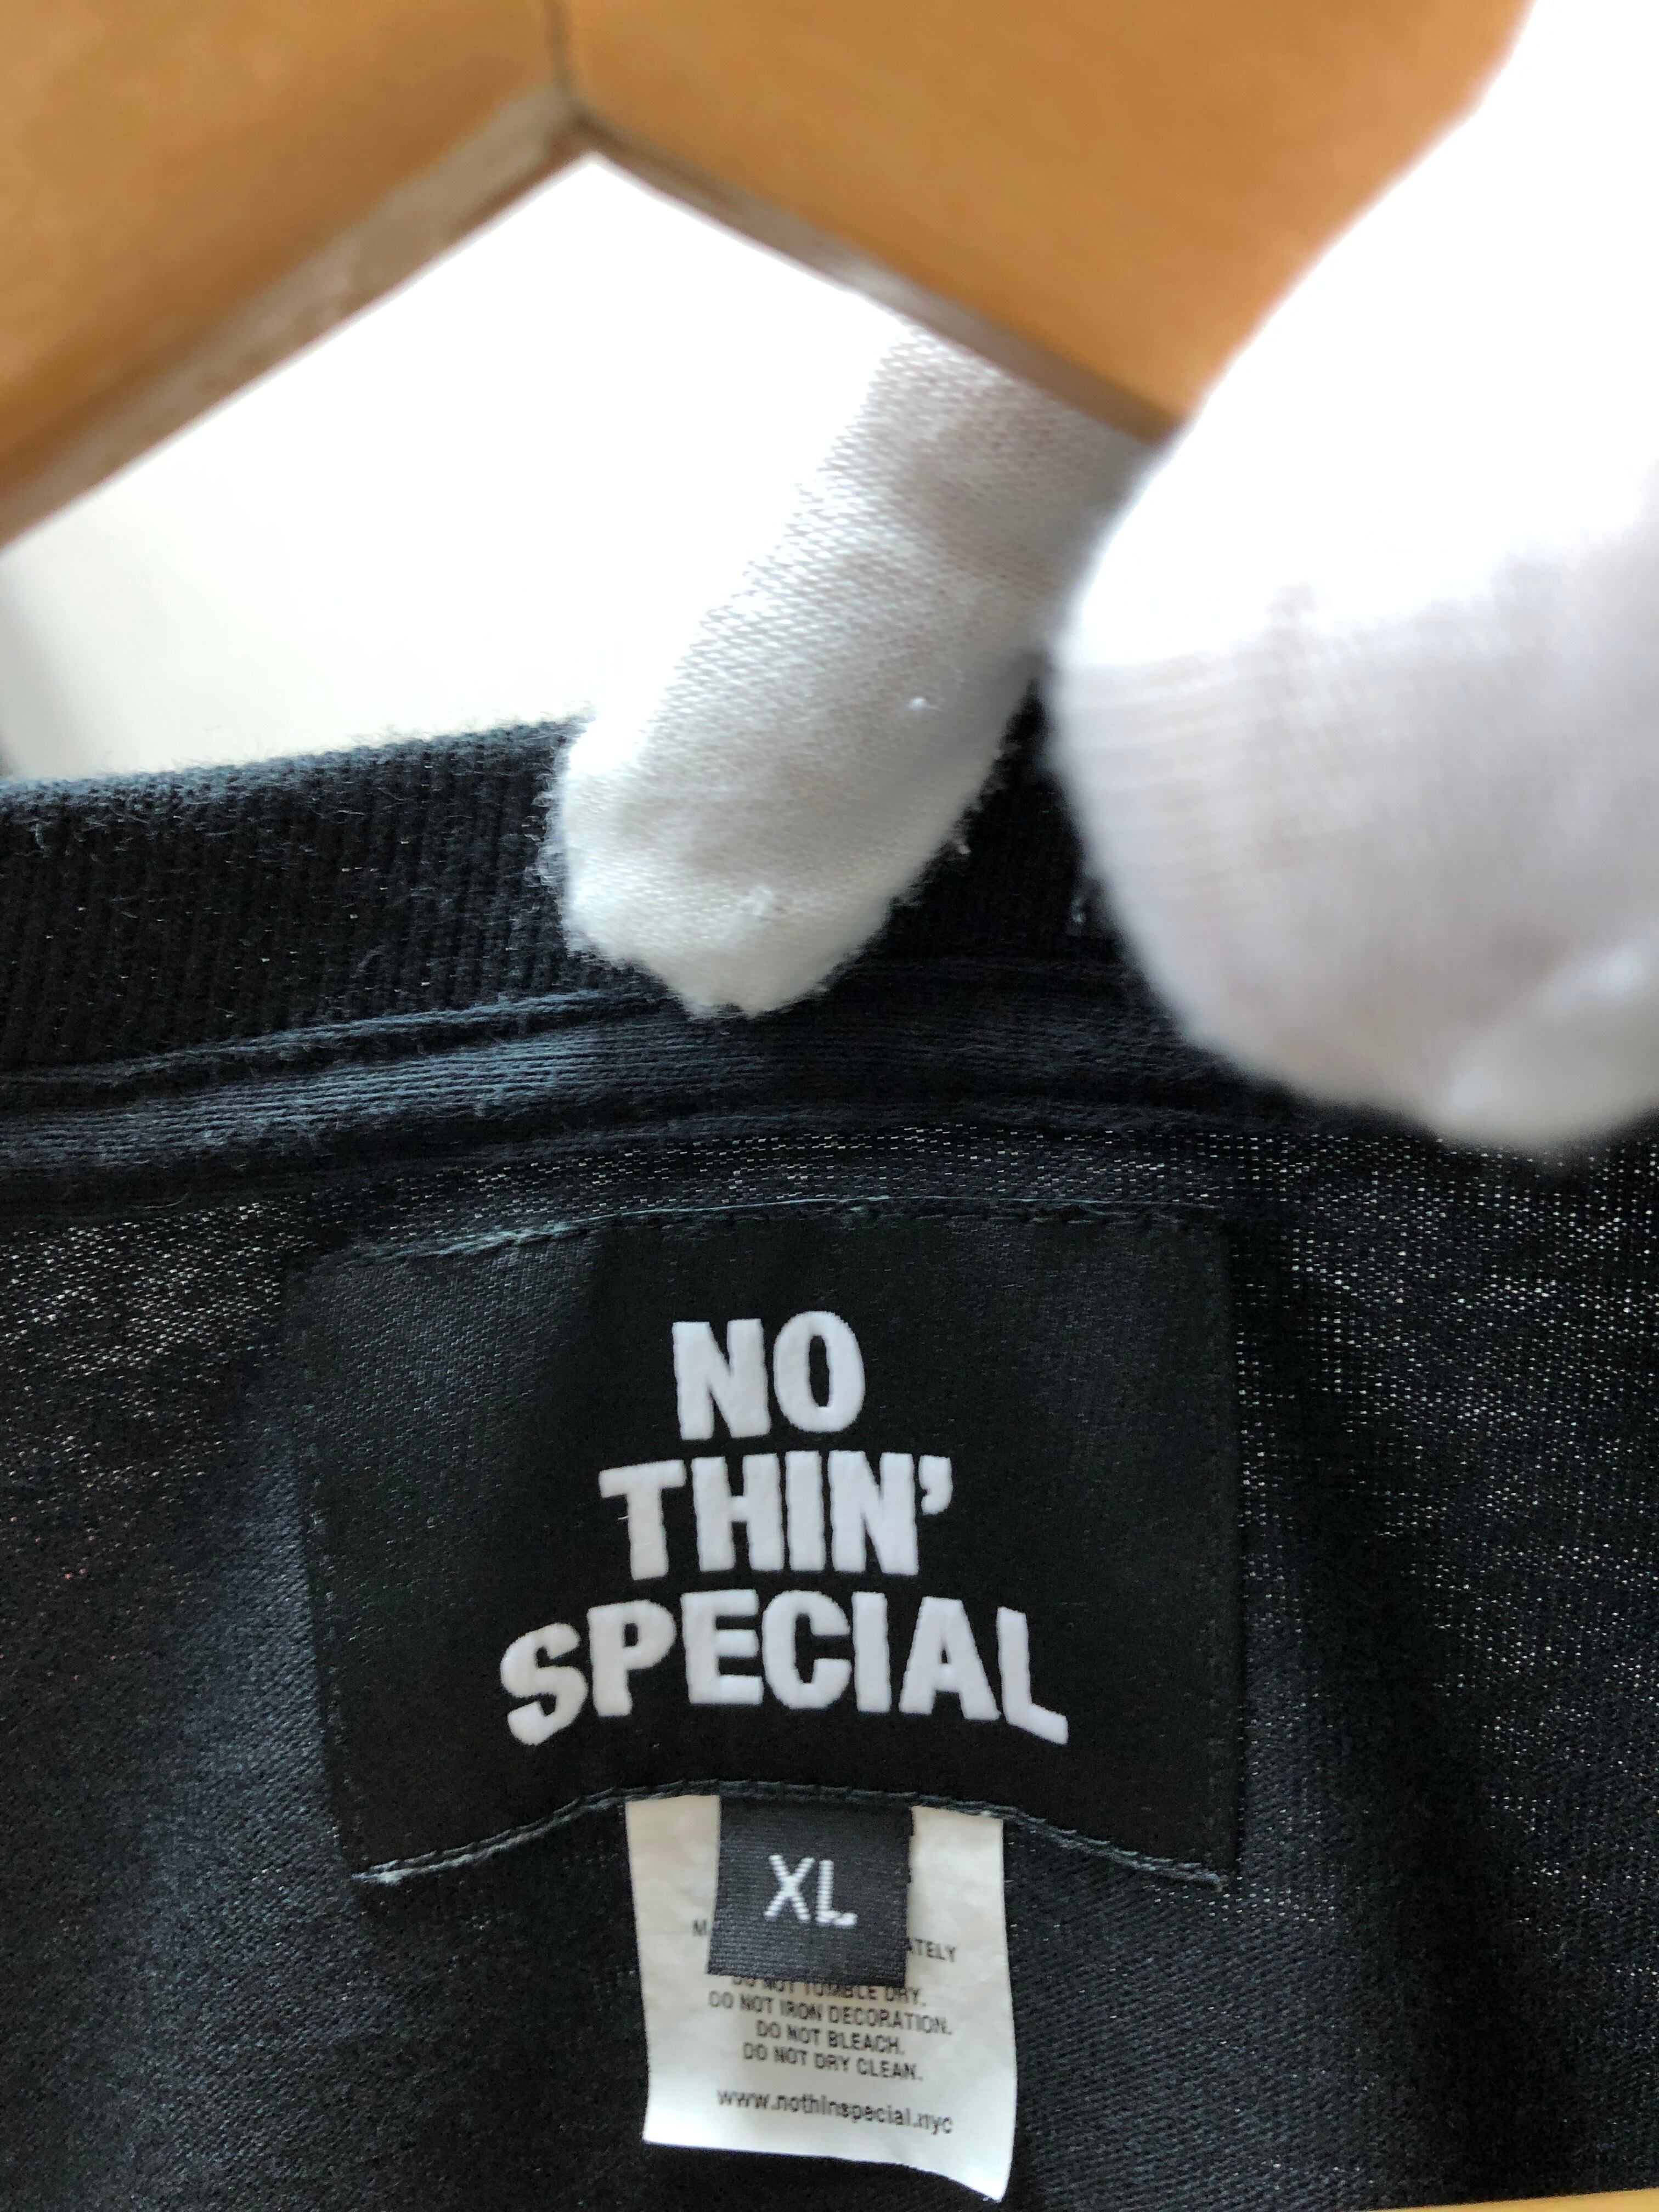 NO
THIN'
SPECIAL
XL
DO NOT TUMBLE DRY.
DO NOT IRON DECORATION.
DO NOT BLEACH.
DO NOT DRY CLEAN.
www.nothinspecial.nyc